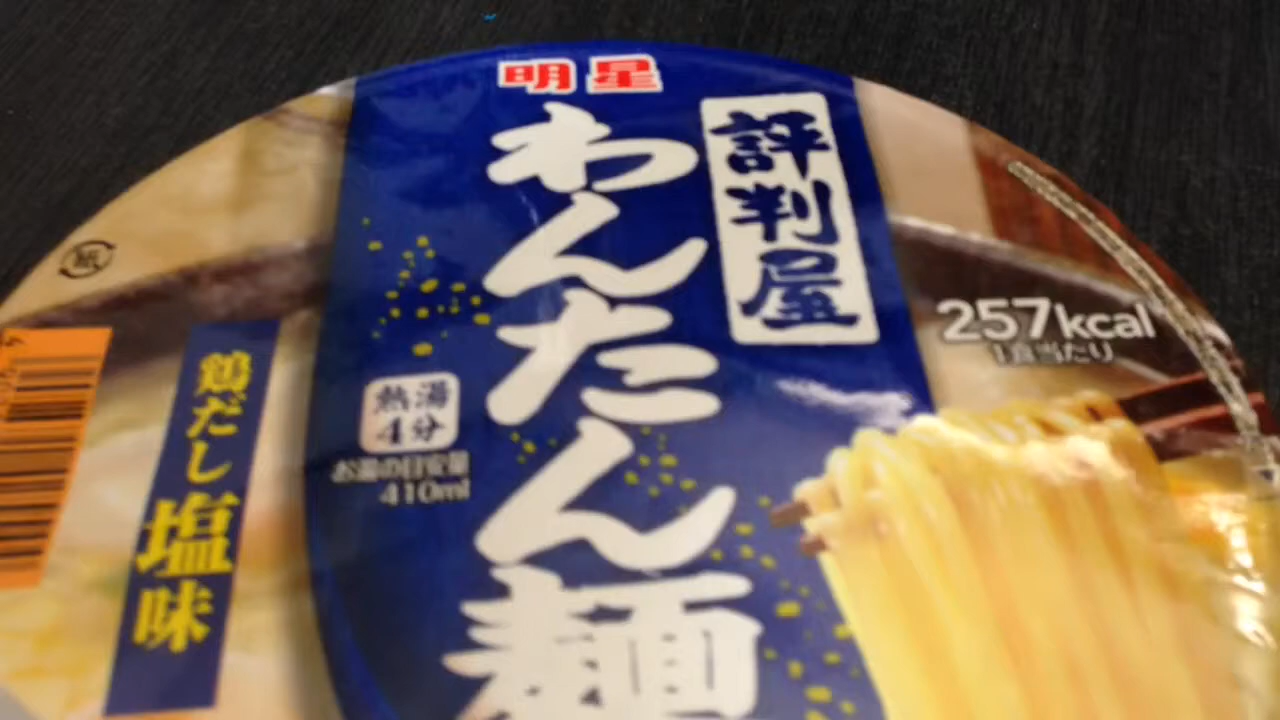 明星
評判屋
わんたん麺
257kcal
1食当たり
熱湯
4分
お湯の目安量
410ml
鶏だし塩味
紙